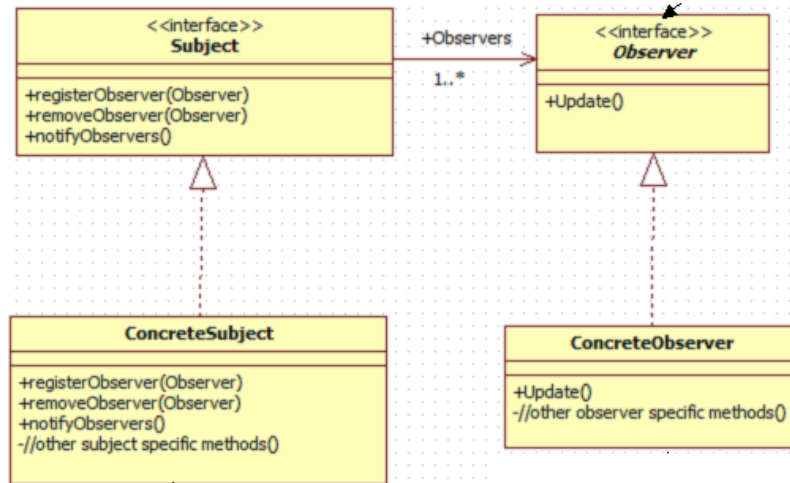 <<interface>>
Subject
+registerObserver(Observer)
+removeObserver(Observer)
+notifyObservers()
+Observers
1..*
<<interface>>
Observer
+Update()
ConcreteSubject
+registerObserver(Observer)
+removeObserver(Observer)
+notifyObservers()
-//other subject specific methods()
ConcreteObserver
+Update()
-//other observer specific methods()